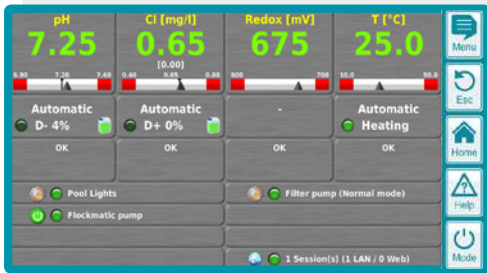 pH Cl [mg/l] Redox [mV] T [°C]
7.25 0.65 675 25.0
[0.00]
6.80 7.20 7.60 0.40 0.65 0.80 600 700 10.0 50.0
Automatic Automatic - Automatic
D- 4% D+ 0% Heating
OK OK OK OK
Pool Lights Filter pump (Normal mode)
Flockmatic pump
1 Session(s) (1 LAN / 0 Web)
Menu
Esc
Home
Help
Mode